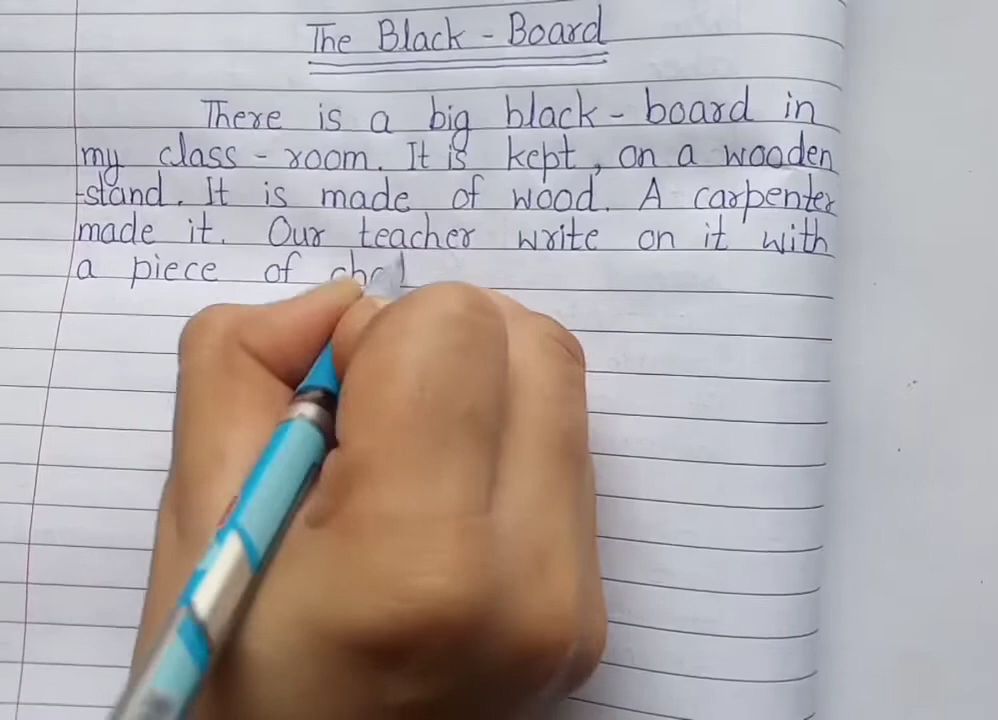 The Black - Board
There is a big black - board in
my class - room. It is kept, on a wooden
-stand. It is made of wood. A carpenter
made it. Our teacher write on it with
a piece of